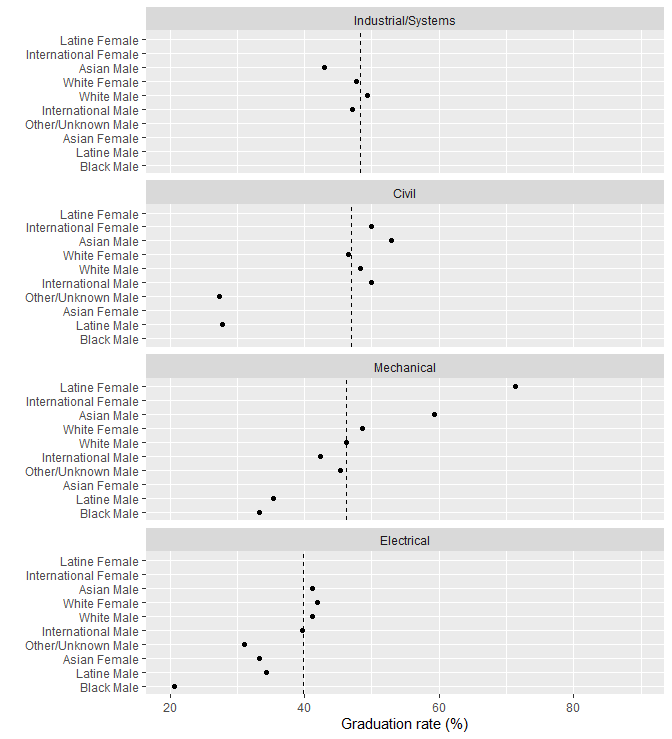 Industrial/Systems
Latine Female
International Female
Asian Male
White Female
White Male
International Male
Other/Unknown Male
Asian Female
Latine Male
Black Male
Civil
Latine Female
International Female
Asian Male
White Female
White Male
International Male
Other/Unknown Male
Asian Female
Latine Male
Black Male
Mechanical
Latine Female
International Female
Asian Male
White Female
White Male
International Male
Other/Unknown Male
Asian Female
Latine Male
Black Male
Electrical
Latine Female
International Female
Asian Male
White Female
White Male
International Male
Other/Unknown Male
Asian Female
Latine Male
Black Male
20 40 60 80
Graduation rate (%)